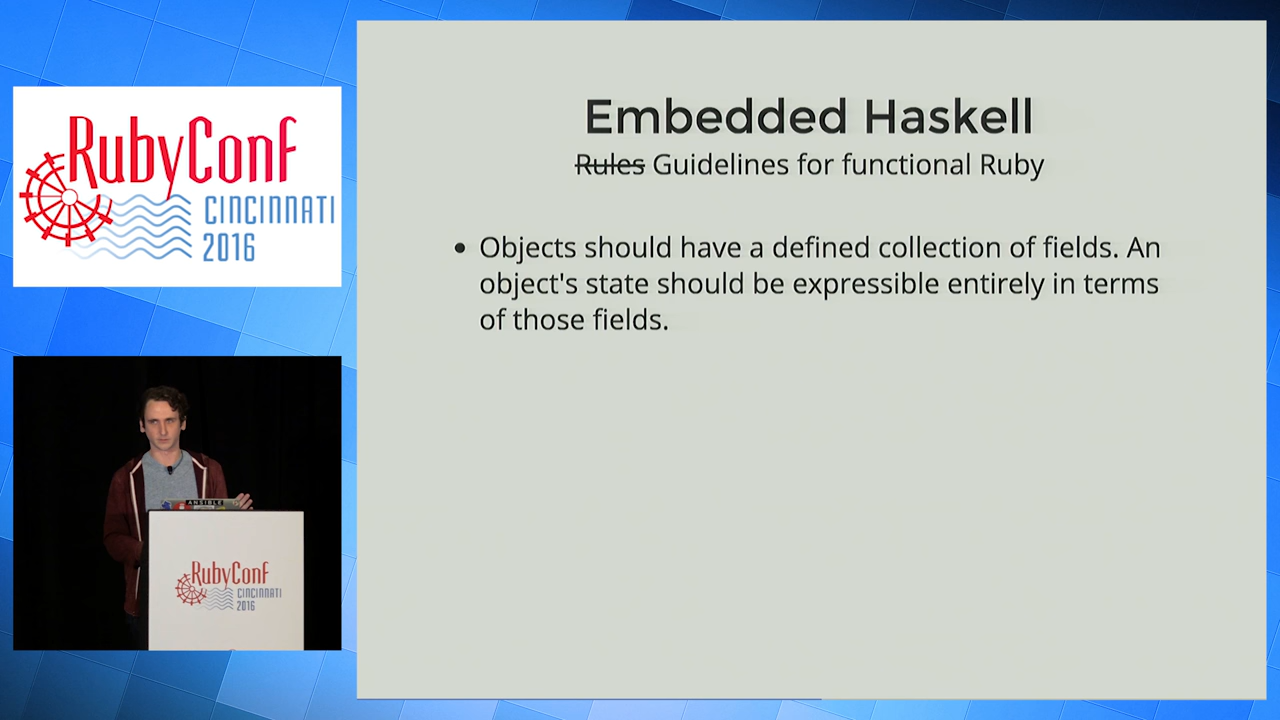 RubyConf
CINCINNATI
2016
Embedded Haskell
Rules Guidelines for functional Ruby
• Objects should have a defined collection of fields. An
object's state should be expressible entirely in terms
of those fields.
ANSIBLE
RubyConf
CINCINNATI
2016